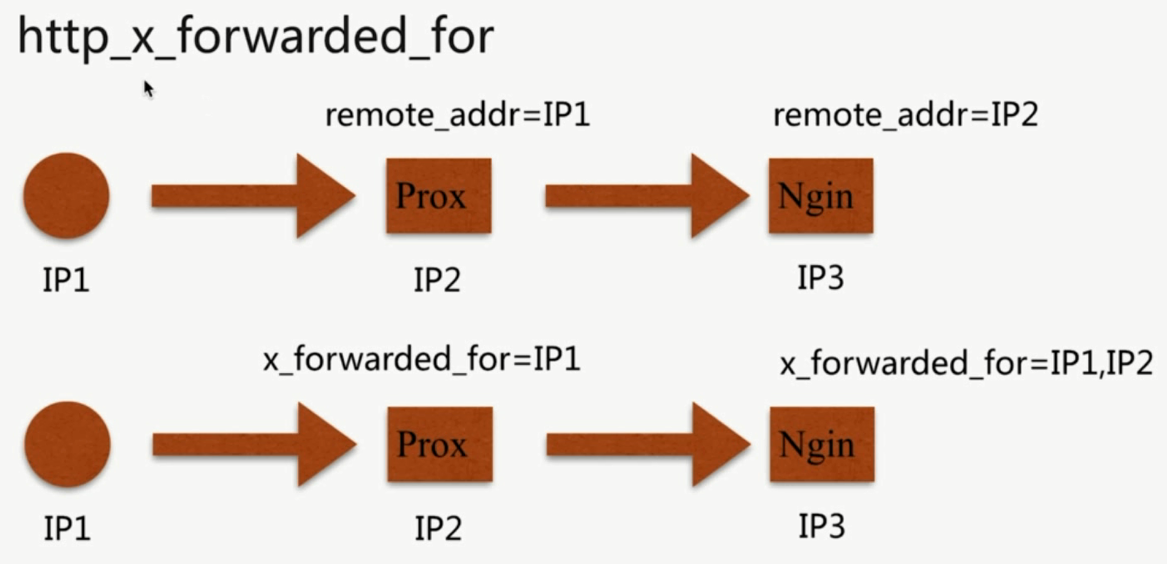 http_x_forwarded_for
remote_addr=IP1 remote_addr=IP2
Prox Ngin
IP1 IP2 IP3
x_forwarded_for=IP1 x_forwarded_for=IP1,IP2
Prox Ngin
IP1 IP2 IP3